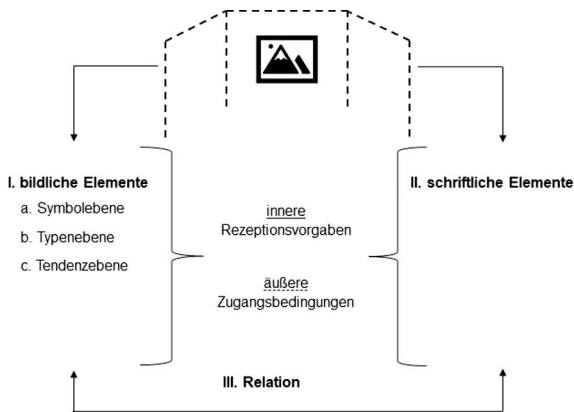 I. bildliche Elemente
a. Symbolebene
b. Typenebene
c. Tendenzebene
innere
Rezeptionsvorgaben
äußere
Zugangsbedingungen
II. schriftliche Elemente
III. Relation